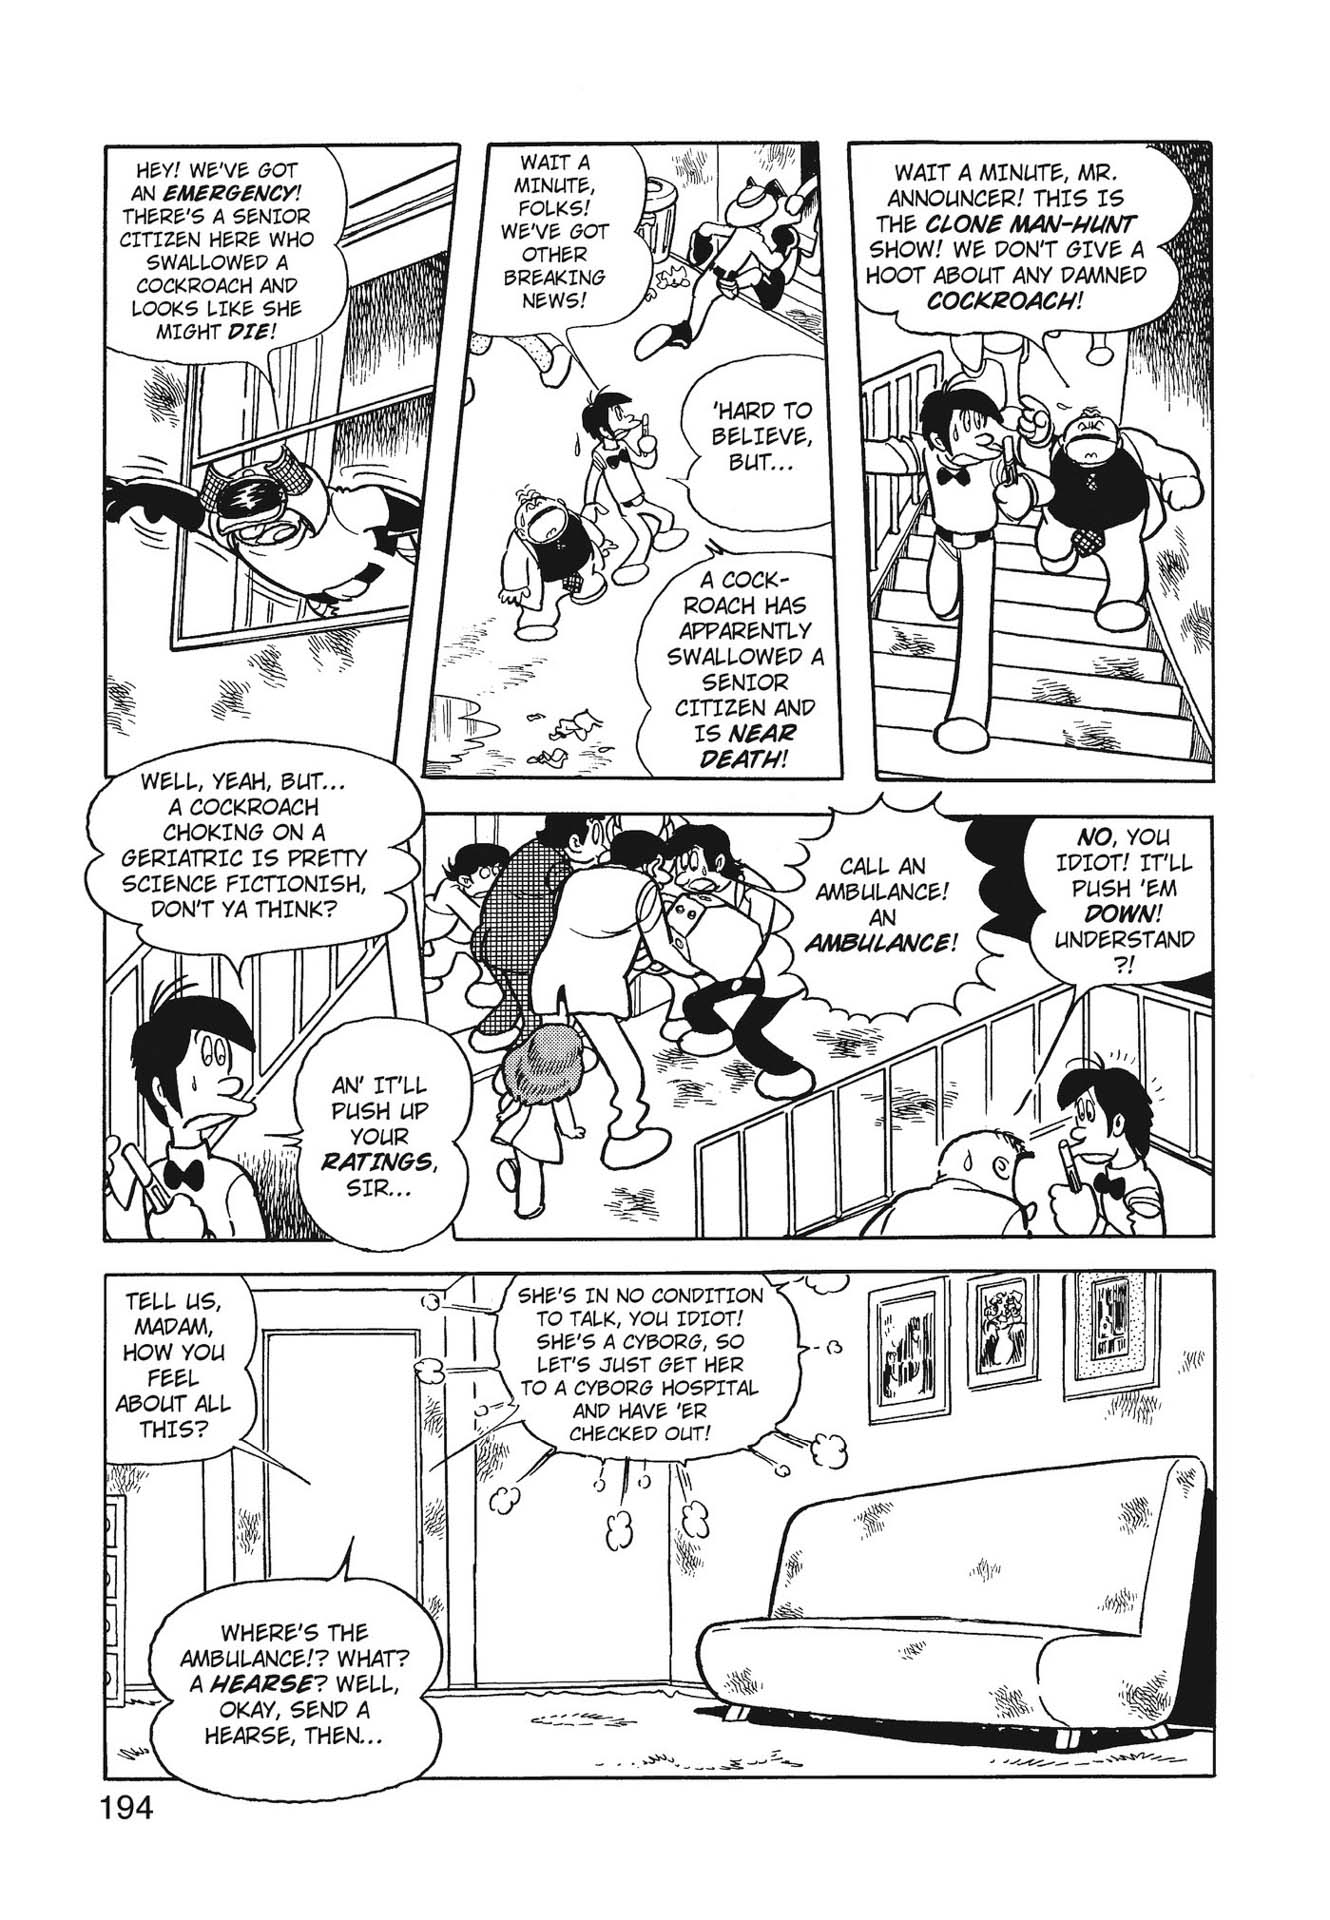 HEY! WE'VE GOT
AN EMERGENCY!
THERE'S A SENIOR
CITIZEN HERE WHO
SWALLOWED A
COCKROACH AND
LOOKS LIKE SHE
MIGHT DIE!
WAIT A
MINUTE,
FOLKS!
WE'VE GOT
OTHER
BREAKING
NEWS!
'HARD TO
BELIEVE,
BUT...
A COCK-
ROACH HAS
APPARENTLY
SWALLOWED A
SENIOR
CITIZEN AND
IS NEAR
DEATH!
WAIT A MINUTE, MR.
ANNOUNCER! THIS IS
THE CLONE MAN-HUNT
SHOW! WE DON'T GIVE A
HOOT ABOUT ANY DAMNED
COCKROACH!
WELL, YEAH, BUT...
A COCKROACH
CHOKING ON A
GERIATRIC IS PRETTY
SCIENCE FICTIONISH,
DON'T YA THINK?
AN' IT'LL
PUSH UP
YOUR
RATINGS,
SIR...
CALL AN
AMBULANCE!
AN
AMBULANCE!
NO, YOU
IDIOT! IT'LL
PUSH 'EM
DOWN!
UNDERSTAND
?!
TELL US,
MADAM,
HOW YOU
FEEL
ABOUT ALL
THIS?
SHE'S IN NO CONDITION
TO TALK, YOU IDIOT!
SHE'S A CYBORG, SO
LET'S JUST GET HER
TO A CYBORG HOSPITAL
AND HAVE 'ER
CHECKED OUT!
WHERE'S THE
AMBULANCE!? WHAT?
A HEARSE? WELL,
OKAY, SEND A
HEARSE, THEN...
194